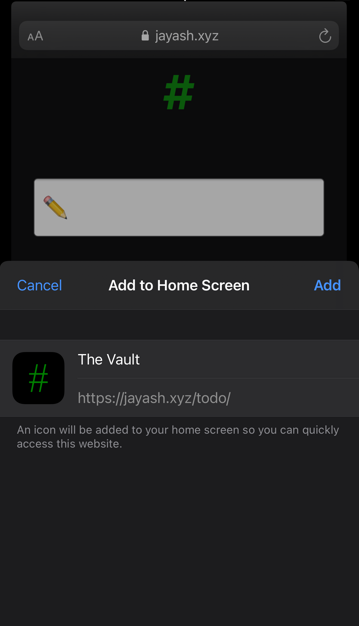 AA jayash.xyz
#
Cancel Add to Home Screen Add
# The Vault
https://jayash.xyz/todo/
An icon will be added to your home screen so you can quickly
access this website.